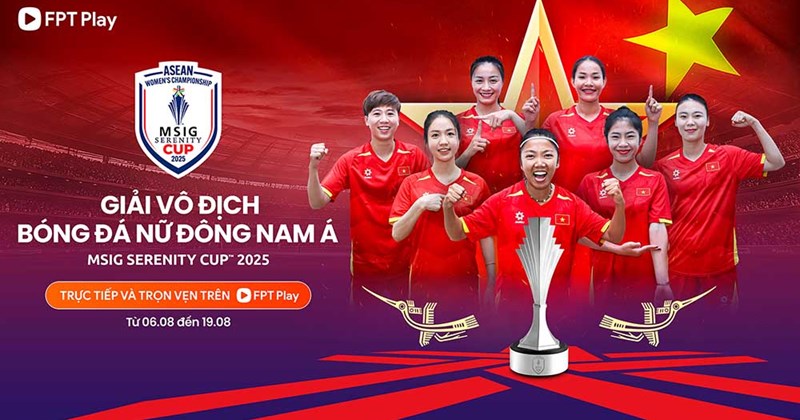 FPT Play
ASEAN
WOMEN'S CHAMPIONSHIP
MSIG
SERENITY
CUP
2025
GIẢI VÔ ĐỊCH
BÓNG ĐÁ NỮ ĐÔNG NAM Á
MSIG SERENITY CUP™ 2025
TRỰC TIẾP VÀ TRỌN VẸN TRÊN FPT Play
Từ 06.08 đến 19.08